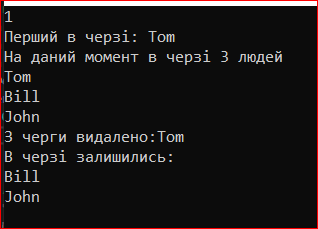 1
Перший в черзі: Tom
На даний момент в черзі 3 людей
Tom
Bill
John
З черги видалено:Tom
В черзі залишились:
Bill
John